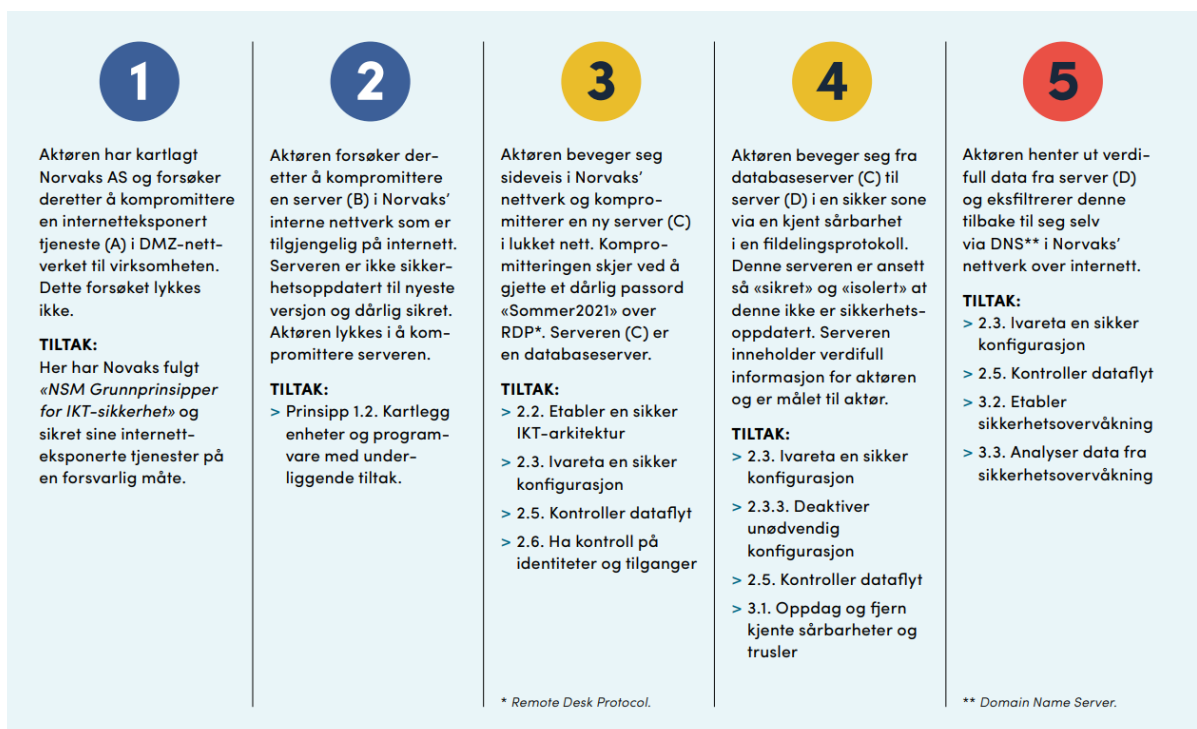 1
Aktøren har kartlagt
Norvaks AS og forsøker
deretter å kompromittere
en internetteksponert
tjeneste (A) i DMZ-nett-
verket til virksomheten.
Dette forsøket lykkes
ikke.
TILTAK:
Her har Novaks fulgt
«NSM Grunnprinsipper
for IKT-sikkerhet» og
sikret sine internett-
eksponerte tjenester på
en forsvarlig måte.
2
Aktøren forsøker der-
etter å kompromittere
en server (B) i Norvaks’
interne nettverk som er
tilgjengelig på internett.
Serveren er ikke sikker-
hetsoppdatert til nyeste
versjon og dårlig sikret.
Aktøren lykkes i å kom-
promittere serveren.
TILTAK:
> Prinsipp 1.2. Kartlegg
enheter og program-
vare med under-
liggende tiltak.
3
Aktøren beveger seg
sideveis i Norvaks’
nettverk og kompro-
mitterer en ny server (C)
i lukket nett. Kompro-
mitteringen skjer ved å
gjette et dårlig passord
«Sommer2021» over
RDP*. Serveren (C) er
en databaseserver.
TILTAK:
> 2.2. Etabler en sikker
IKT-arkitektur
> 2.3. Ivareta en sikker
konfigurasjon
> 2.5. Kontroller dataflyt
> 2.6. Ha kontroll på
identiteter og tilganger
* Remote Desk Protocol.
4
Aktøren beveger seg fra
databaseserver (C) til
server (D) i en sikker sone
via en kjent sårbarhet
i en fildelingsprotokoll.
Denne serveren er ansett
så «sikret» og «isolert» at
denne ikke er sikkerhets-
oppdatert. Serveren
inneholder verdifull
informasjon for aktøren
og er målet til aktør.
TILTAK:
> 2.3. Ivareta en sikker
konfigurasjon
> 2.3.3. Deaktiver
unødvendig
konfigurasjon
> 2.5. Kontroller dataflyt
> 3.1. Oppdag og fjern
kjente sårbarheter og
trusler
5
Aktøren henter ut verdi-
full data fra server (D)
og eksfiltrerer denne
tilbake til seg selv
via DNS** i Norvaks’
nettverk over internett.
TILTAK:
> 2.3. Ivareta en sikker
konfigurasjon
> 2.5. Kontroller dataflyt
> 3.2. Etabler
sikkerhetsovervåkning
> 3.3. Analyser data fra
sikkerhetsovervåkning
** Domain Name Server.